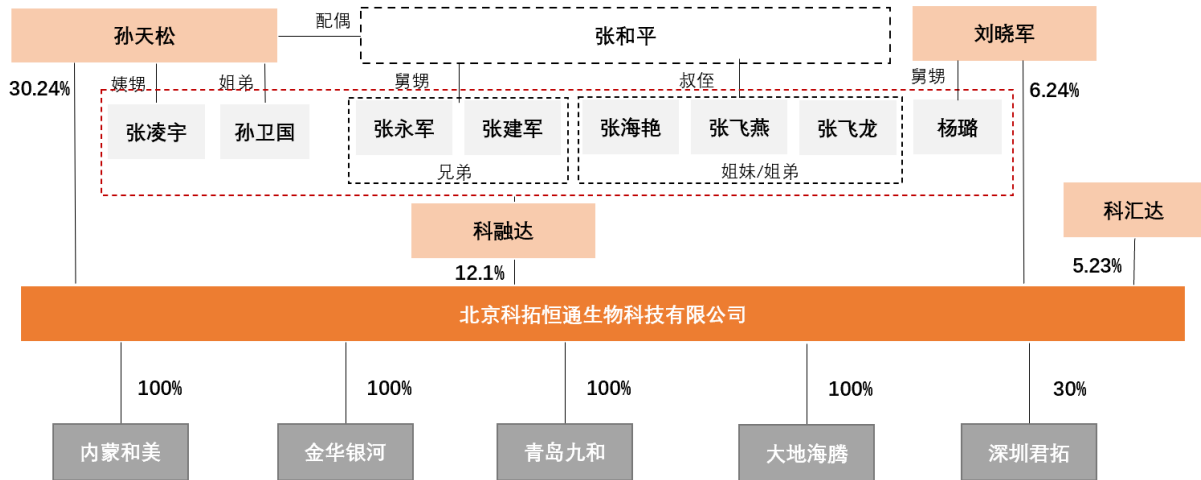 孙天松
配偶
张和平
刘晓军
30.24%
姨甥
姐弟
舅甥
叔侄
舅甥
6.24%
张凌宇
孙卫国
张永军
张建军
张海艳
张飞燕
张飞龙
杨璐
兄弟
姐妹/姐弟
科融达
科汇达
12.1%
5.23%
北京科拓恒通生物科技有限公司
100%
100%
100%
100%
30%
内蒙和美
金华银河
青岛九和
大地海腾
深圳君拓